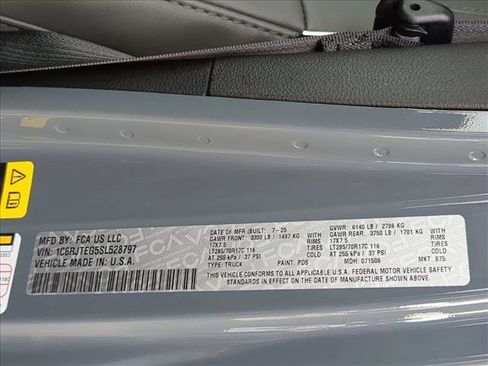 MFD BY: FCA US LLC
VIN: 1C6RJTEG5SL528797
VEHICLE MADE IN: U.S.A.
DATE OF MFR (BUILT): 7-25
GAWR FRONT: 3300 LB / 1497 KG WITH
17X7.5 RIMS
LT285/70R17C 116 TIRES
AT 255 kPa / 37 PSI COLD
TYPE: TRUCK PAINT: PDS
GVWR: 6140 LB / 2786 KG
GAWR REAR: 3750 LB / 1701 KG WITH
17X7.5 RIMS
LT285/70R17C 116 TIRES
AT 255 kPa / 37 PSI COLD
MDH: 071506 MKT 875
THIS VEHICLE CONFORMS TO ALL APPLICABLE U.S.A. FEDERAL MOTOR VEHICLE SAFETY
STANDARDS IN EFFECT ON THE DATE OF MANUFACTURE SHOWN ABOVE.